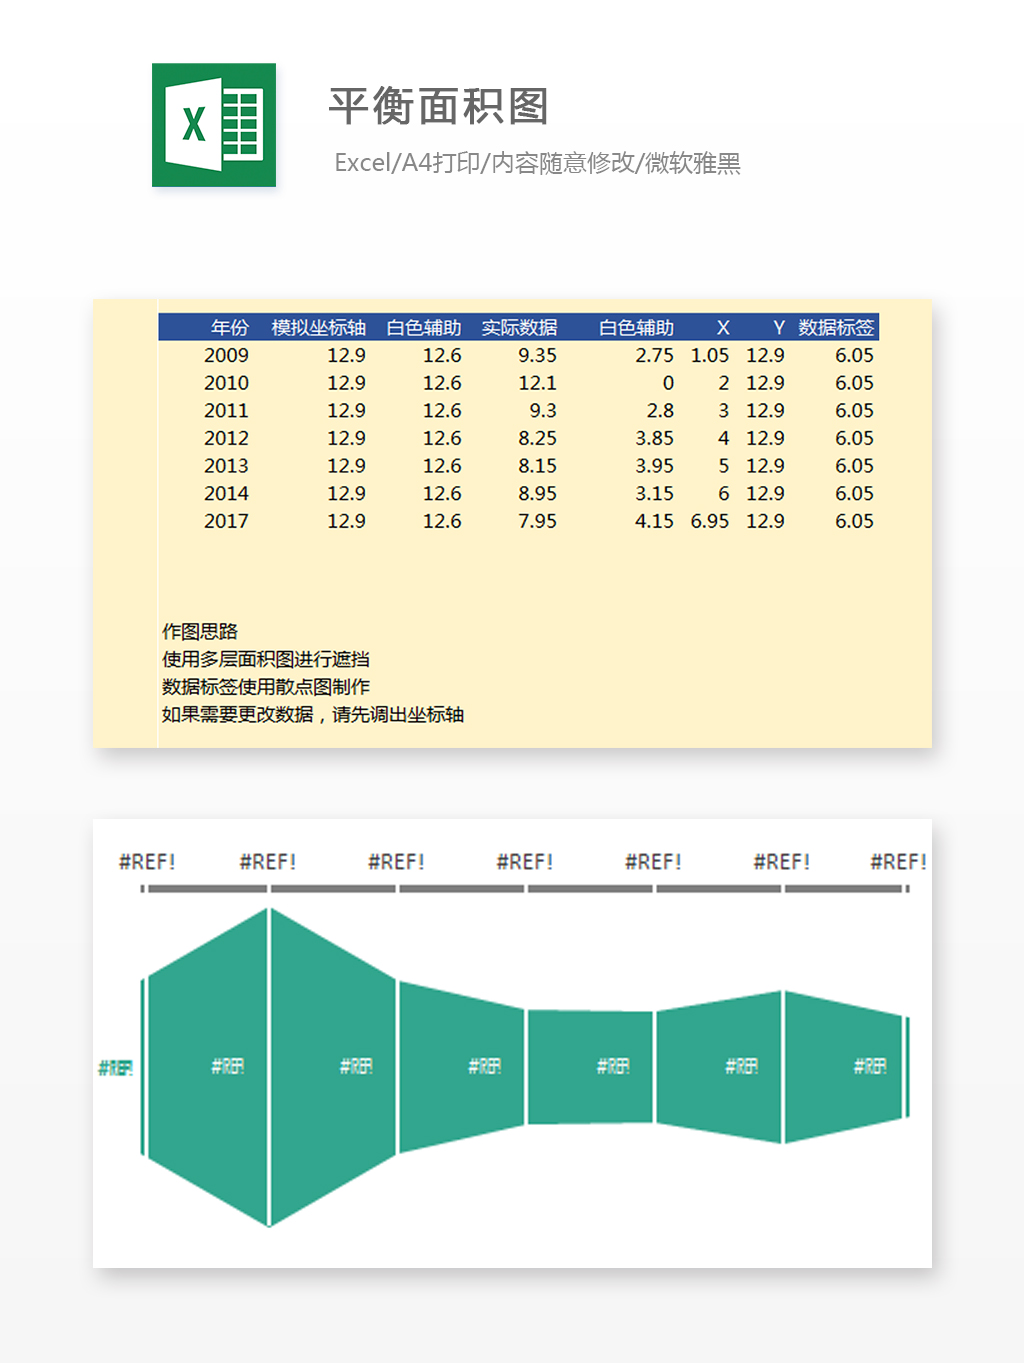 X
平衡面积图
Excel/A4打印/内容随意修改/微软雅黑
年份 模拟坐标轴 白色辅助 实际数据 白色辅助 X Y 数据标签
2009 12.9 12.6 9.35 2.75 1.05 12.9 6.05
2010 12.9 12.6 12.1 0 2 12.9 6.05
2011 12.9 12.6 9.3 2.8 3 12.9 6.05
2012 12.9 12.6 8.25 3.85 4 12.9 6.05
2013 12.9 12.6 8.15 3.95 5 12.9 6.05
2014 12.9 12.6 8.95 3.15 6 12.9 6.05
2017 12.9 12.6 7.95 4.15 6.95 12.9 6.05
作图思路
使用多层面积图进行遮挡
数据标签使用散点图制作
如果需要更改数据，请先调出坐标轴
#REF! #REF! #REF! #REF! #REF! #REF! #REF!
#REF! #REF! #REF! #REF! #REF! #REF! #REF!